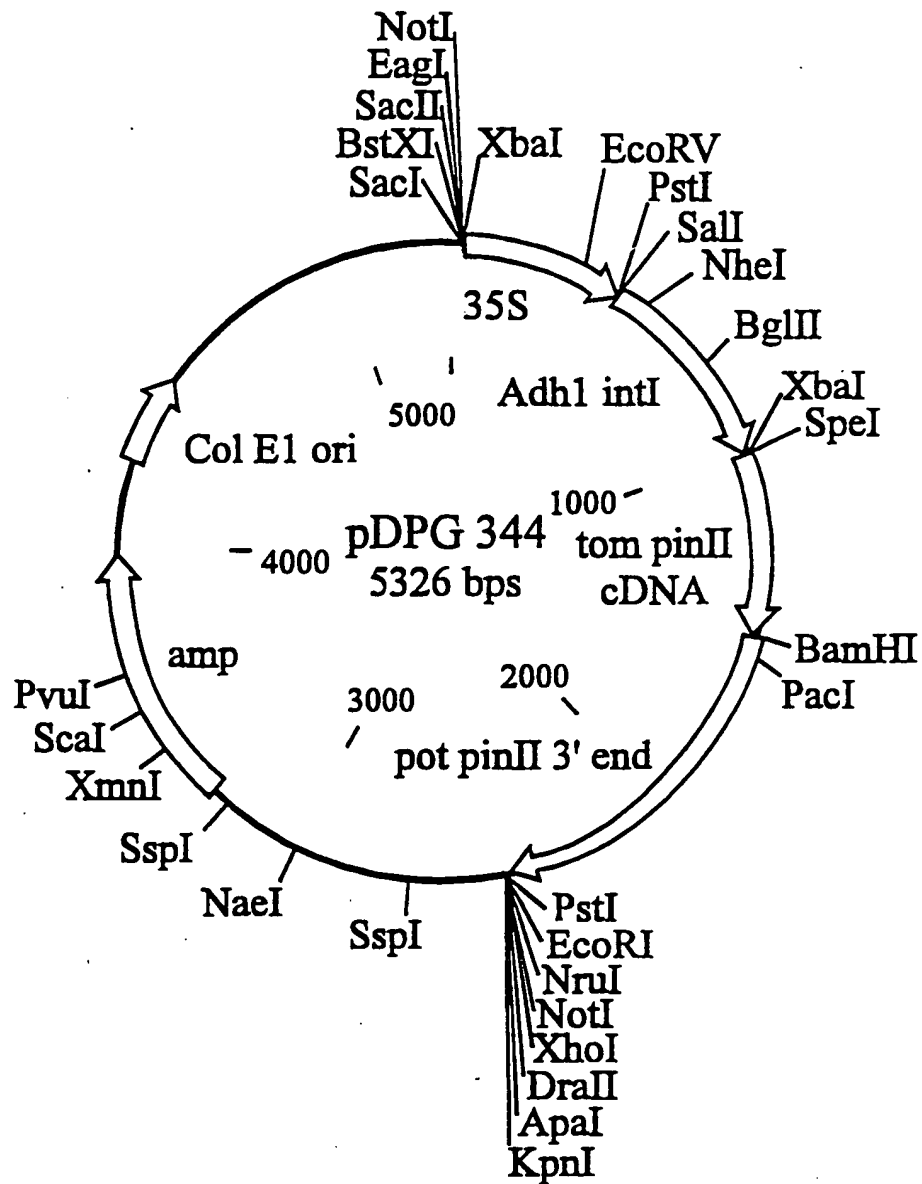 NotI
EagI
SacII
BstXI
SacI
XbaI
EcoRV
PstI
SalI
NheI
BglII
XbaI
SpeI
35S
Adh1 intI
5000
Col E1 ori
1000
pDPG 344
5326 bps
4000
tom pinII
cDNA
BamHI
PacI
amp
2000
3000
pot pinII 3' end
PvuI
ScaI
XmnI
SspI
NaeI
SspI
PstI
EcoRI
NruI
NotI
XhoI
DraII
ApaI
KpnI